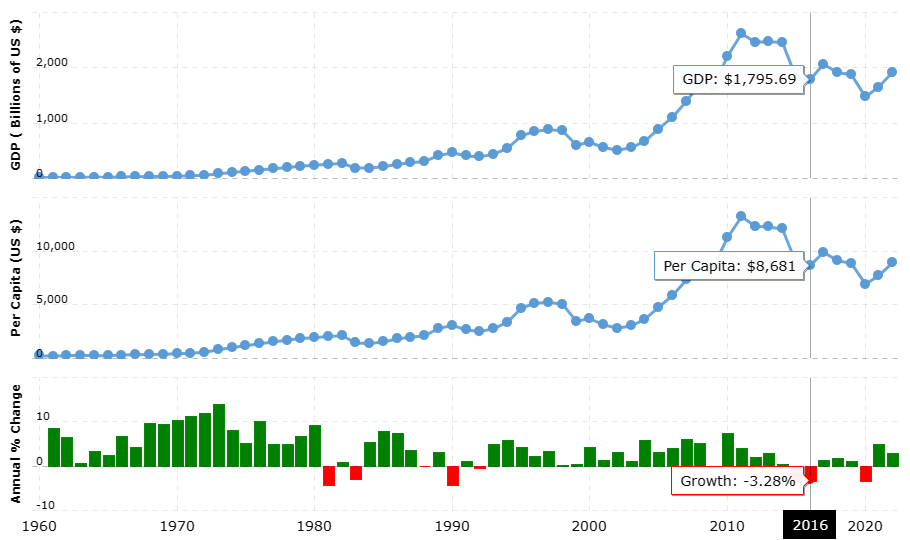 GDP ( Billions of US $)
2,000
1,000
0
GDP: $1,795.69
Per Capita (US $)
10,000
5,000
0
Per Capita: $8,681
Annual % Change
10
0
-10
Growth: -3.28%
1960 1970 1980 1990 2000 2010 2016 2020